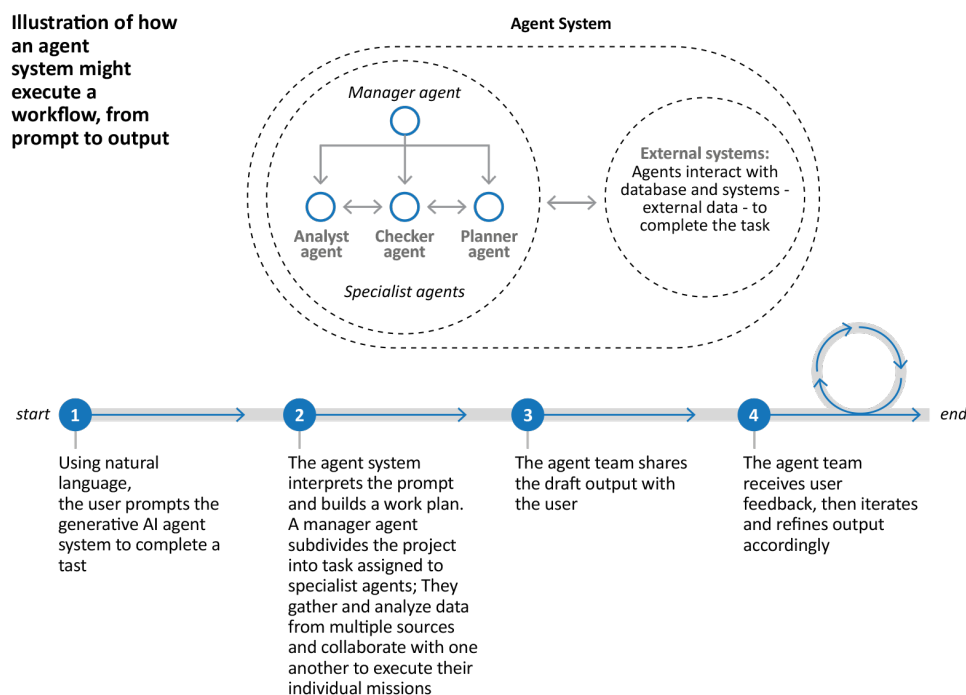 Illustration of how
an agent
system might
execute a
workflow, from
prompt to output
Agent System
Manager agent
Analyst
agent
Checker
agent
Planner
agent
Specialist agents
External systems:
Agents interact with
database and systems -
external data - to
complete the task
start
1
2
3
4
end
Using natural
language,
the user prompts the
generative AI agent
system to complete a
tast
The agent system
interprets the prompt
and builds a work plan.
A manager agent
subdivides the project
into task assigned to
specialist agents; They
gather and analyze data
from multiple sources
and collaborate with one
another to execute their
individual missions
The agent team shares
the draft output with
the user
The agent team
receives user
feedback, then iterates
and refines output
accordingly